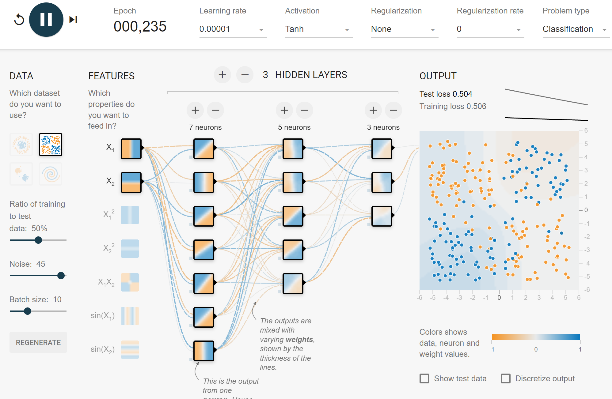 Epoch
000,235
Learning rate
0.00001
Activation
Tanh
Regularization
None
Regularization rate
0
Problem type
Classification
DATA
Which dataset
do you want to
use?
Ratio of training
to test
data: 50%
Noise: 45
Batch size: 10
REGENERATE
FEATURES
Which
properties do
you want to
feed in?
X₁
X₂
X₁²
X₂²
X₁X₂
sin(X₁)
sin(X₂)
+ − 3 HIDDEN LAYERS
+ −
7 neurons
+ −
5 neurons
+ −
3 neurons
The outputs are
mixed with
varying weights,
shown by the
thickness of the
lines.
This is the output
from one
OUTPUT
Test loss 0.504
Training loss 0.506
6
5
4
3
2
1
0
-1
-2
-3
-4
-5
-6
-6 -5 -4 -3 -2 -1 0 1 2 3 4 5 6
Colors shows
data, neuron and
weight values.
-1 0 1
Show test data
Discretize output